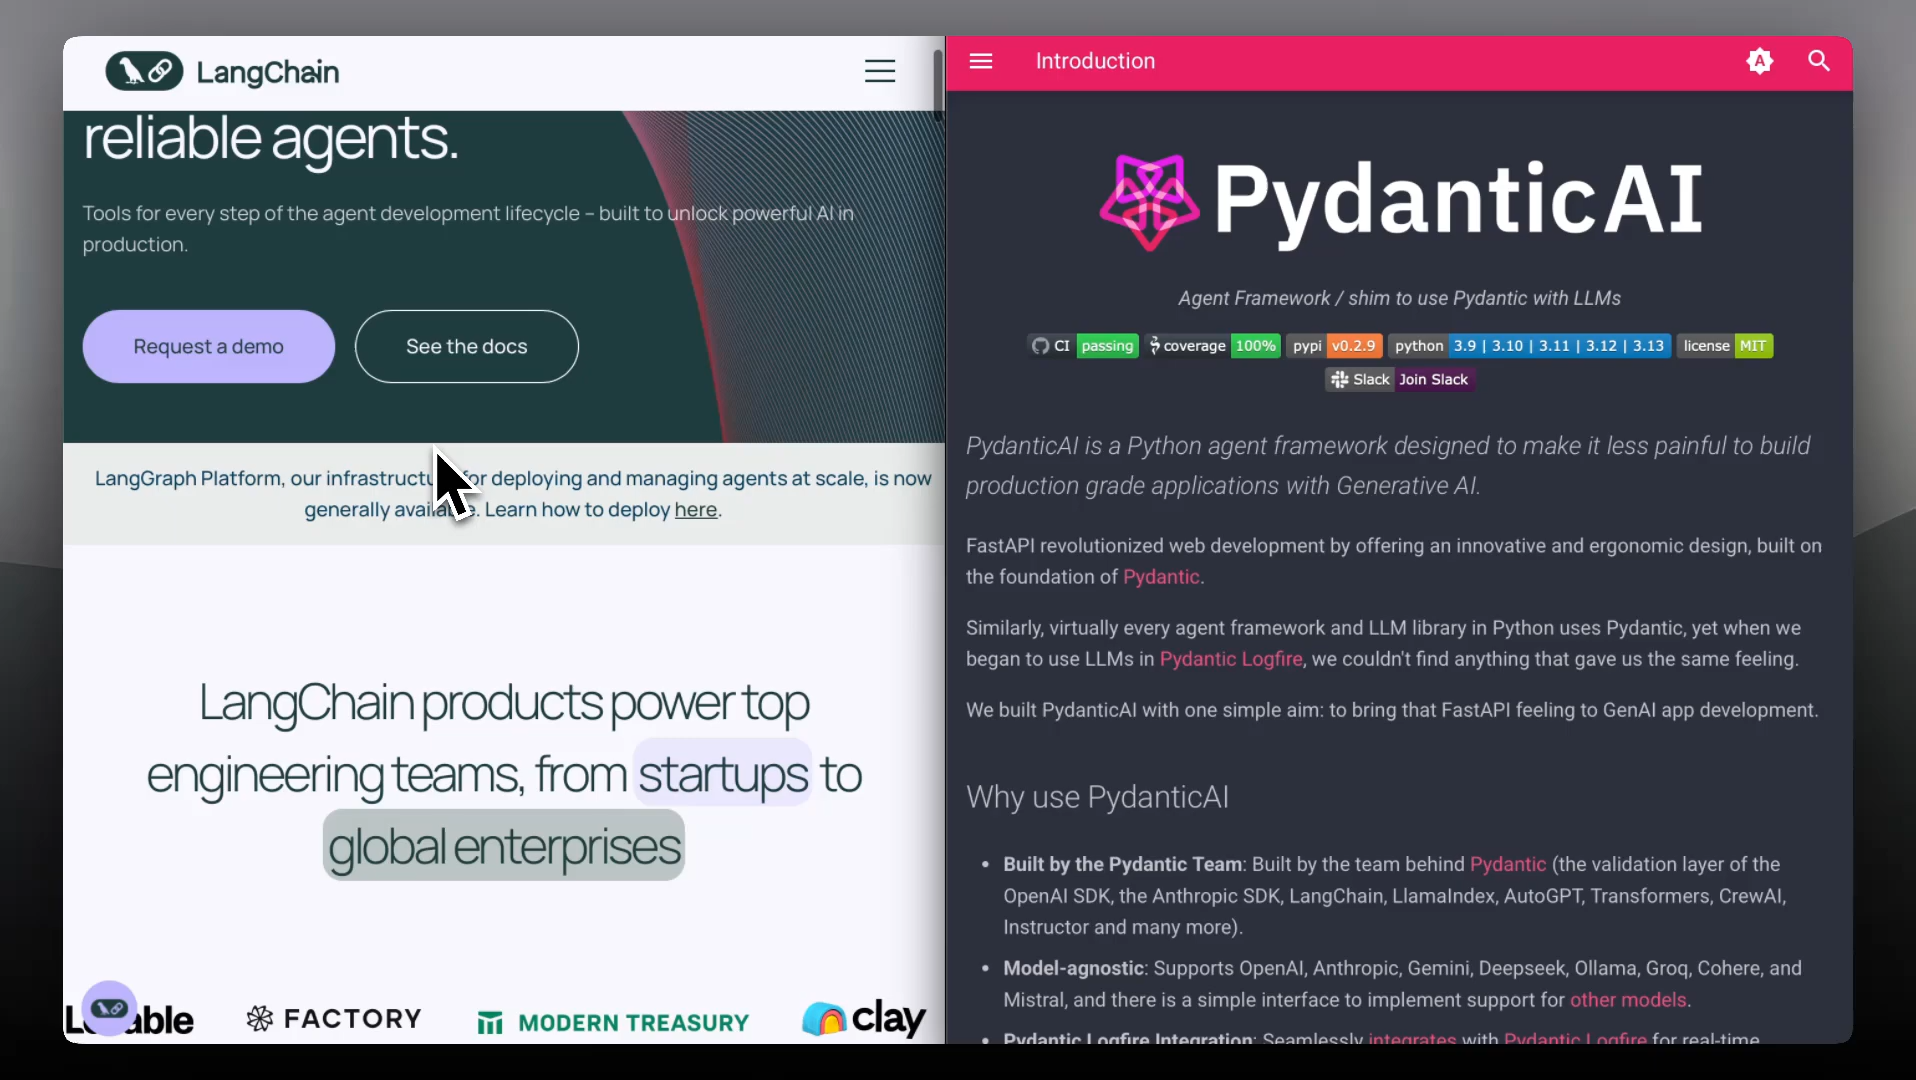 LangChain
reliable agents.
Tools for every step of the agent development lifecycle – built to unlock powerful AI in
production.
Request a demo
See the docs
LangGraph Platform, our for deploying and managing agents at scale, is now
generally Learn how to deploy here.
LangChain products power top
engineering teams, from startups to
global enterprises
FACTORY
MODERN TREASURY
clay
Introduction
A
PydanticAI
Agent Framework / shim to use Pydantic with LLMs
CI passing coverage 100% pypi v0.2.9 python 3.9 | 3.10 | 3.11 | 3.12 | 3.13 license MIT
Slack Join Slack
PydanticAI is a Python agent framework designed to make it less painful to build
production grade applications with Generative AI.
FastAPI revolutionized web development by offering an innovative and ergonomic design, built on
the foundation of Pydantic.
Similarly, virtually every agent framework and LLM library in Python uses Pydantic, yet when we
began to use LLMs in Pydantic Logfire, we couldn't find anything that gave us the same feeling.
We built PydanticAI with one simple aim: to bring that FastAPI feeling to GenAI app development.
Why use PydanticAI
• Built by the Pydantic Team: Built by the team behind Pydantic (the validation layer of the
OpenAI SDK, the Anthropic SDK, LangChain, LlamaIndex, AutoGPT, Transformers, CrewAI,
Instructor and many more).
• Model-agnostic: Supports OpenAI, Anthropic, Gemini, Deepseek, Ollama, Groq, Cohere, and
Mistral, and there is a simple interface to implement support for other models.
• Pydantic Logfire Integration: Seamlessly integrates with Pydantic Logfire for real-time